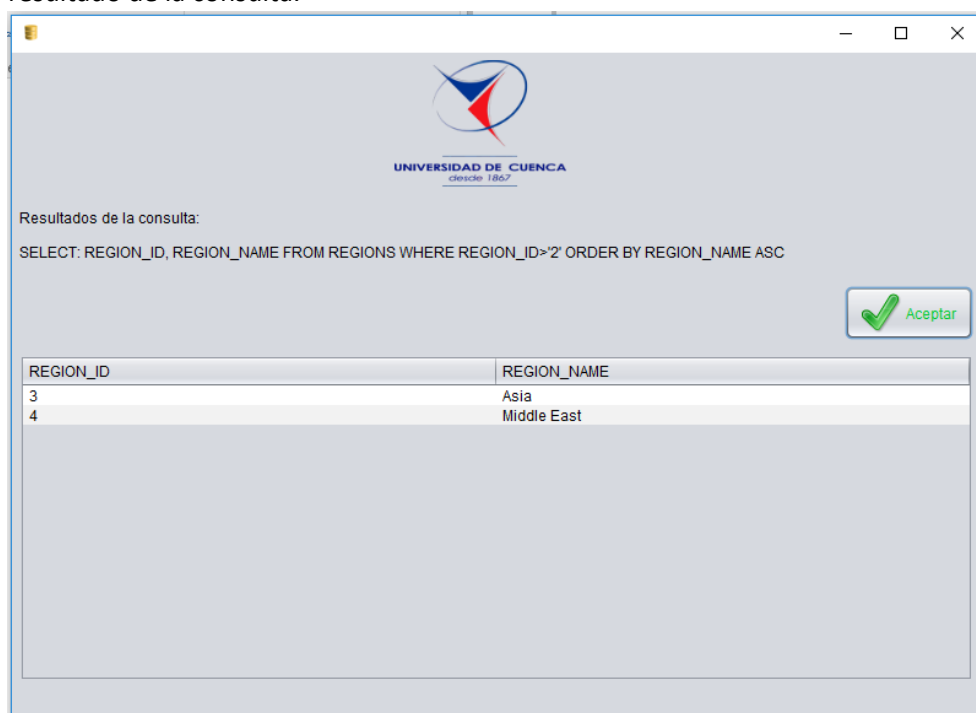 resultado de la consulta.
UNIVERSIDAD DE CUENCA
desde 1867
Resultados de la consulta:
SELECT: REGION_ID, REGION_NAME FROM REGIONS WHERE REGION_ID>'2' ORDER BY REGION_NAME ASC
Aceptar
REGION_ID REGION_NAME
3 Asia
4 Middle East